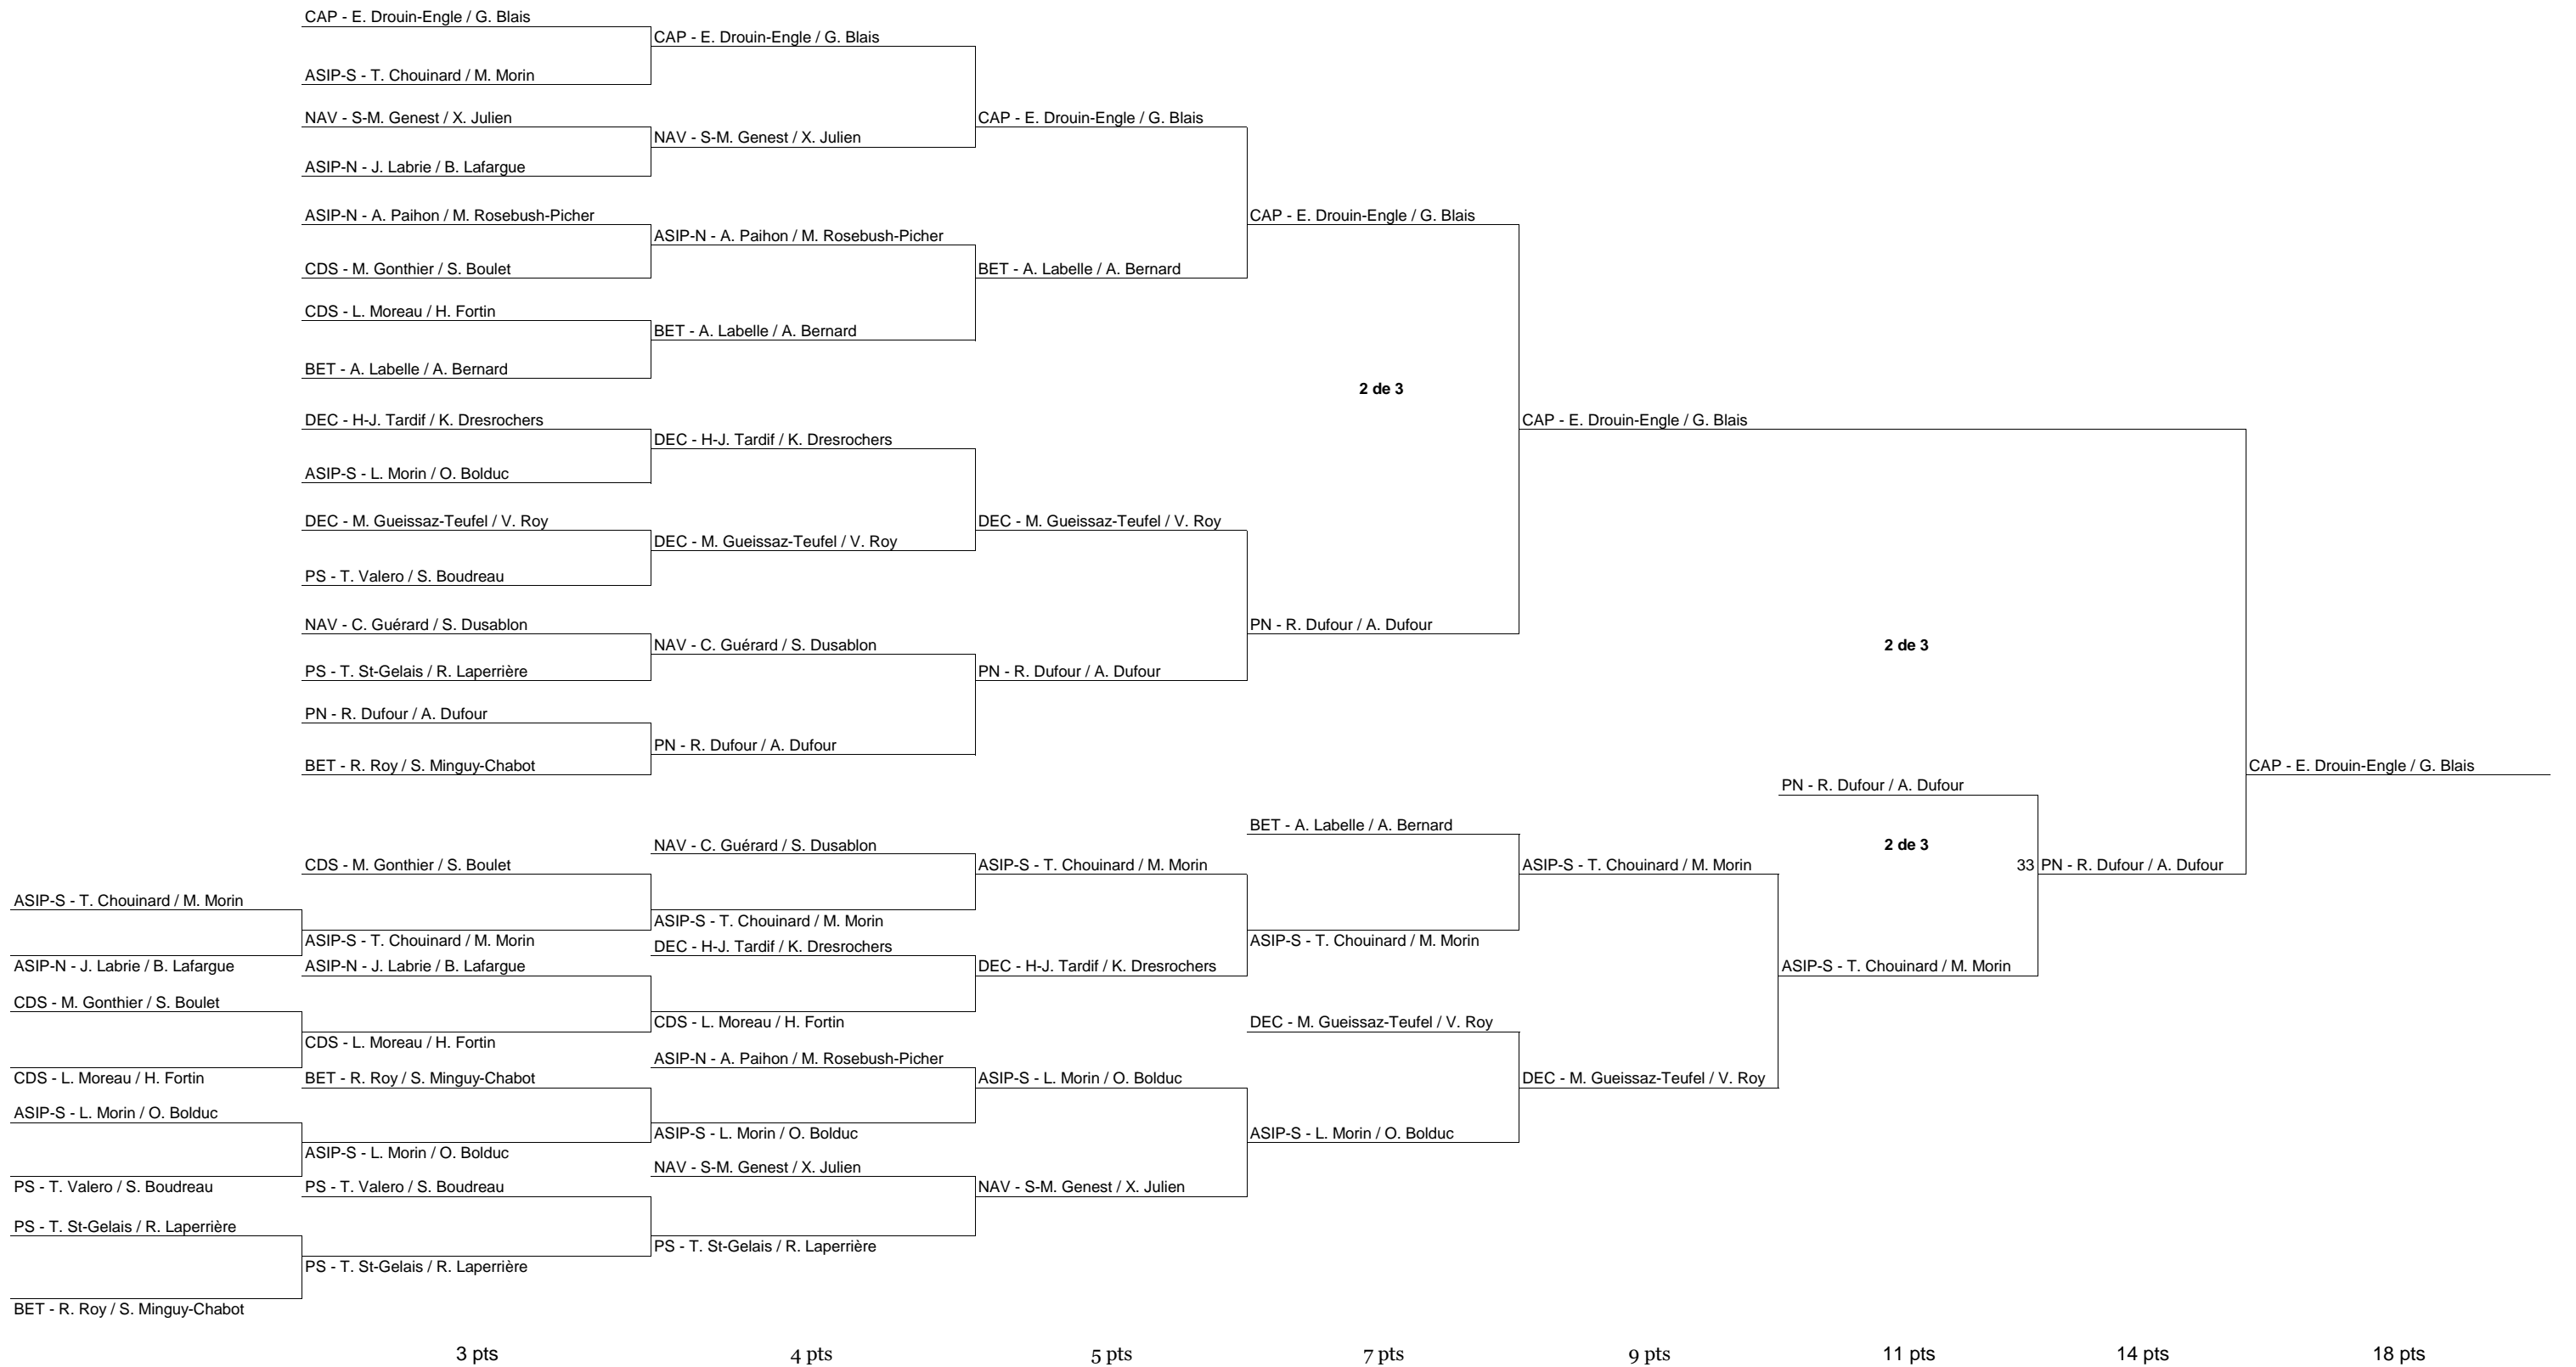 CAP - E. Drouin-Engle / G. Blais
CAP - E. Drouin-Engle / G. Blais
ASIP-S - T. Chouinard / M. Morin
NAV - S-M. Genest / X. Julien
CAP - E. Drouin-Engle / G. Blais
NAV - S-M. Genest / X. Julien
ASIP-N - J. Labrie / B. Lafargue
ASIP-N - A. Paihon / M. Rosebush-Picher
CAP - E. Drouin-Engle / G. Blais
ASIP-N - A. Paihon / M. Rosebush-Picher
CDS - M. Gonthier / S. Boulet
BET - A. Labelle / A. Bernard
CDS - L. Moreau / H. Fortin
BET - A. Labelle / A. Bernard
BET - A. Labelle / A. Bernard
2 de 3
DEC - H-J. Tardif / K. Dresrochers
CAP - E. Drouin-Engle / G. Blais
DEC - H-J. Tardif / K. Dresrochers
ASIP-S - L. Morin / O. Bolduc
DEC - M. Gueissaz-Teufel / V. Roy
DEC - M. Gueissaz-Teufel / V. Roy
DEC - M. Gueissaz-Teufel / V. Roy
PS - T. Valero / S. Boudreau
NAV - C. Guérard / S. Dusablon
PN - R. Dufour / A. Dufour
NAV - C. Guérard / S. Dusablon
2 de 3
PS - T. St-Gelais / R. Laperrière
PN - R. Dufour / A. Dufour
PN - R. Dufour / A. Dufour
PN - R. Dufour / A. Dufour
BET - R. Roy / S. Minguy-Chabot
CAP - E. Drouin-Engle / G. Blais
PN - R. Dufour / A. Dufour
BET - A. Labelle / A. Bernard
NAV - C. Guérard / S. Dusablon
2 de 3
CDS - M. Gonthier / S. Boulet
ASIP-S - T. Chouinard / M. Morin
ASIP-S - T. Chouinard / M. Morin
33 PN - R. Dufour / A. Dufour
ASIP-S - T. Chouinard / M. Morin
ASIP-S - T. Chouinard / M. Morin
ASIP-S - T. Chouinard / M. Morin
ASIP-S - T. Chouinard / M. Morin
DEC - H-J. Tardif / K. Dresrochers
ASIP-N - J. Labrie / B. Lafargue
ASIP-N - J. Labrie / B. Lafargue
DEC - H-J. Tardif / K. Dresrochers
ASIP-S - T. Chouinard / M. Morin
CDS - M. Gonthier / S. Boulet
CDS - L. Moreau / H. Fortin
DEC - M. Gueissaz-Teufel / V. Roy
CDS - L. Moreau / H. Fortin
ASIP-N - A. Paihon / M. Rosebush-Picher
CDS - L. Moreau / H. Fortin
BET - R. Roy / S. Minguy-Chabot
ASIP-S - L. Morin / O. Bolduc
DEC - M. Gueissaz-Teufel / V. Roy
ASIP-S - L. Morin / O. Bolduc
ASIP-S - L. Morin / O. Bolduc
ASIP-S - L. Morin / O. Bolduc
ASIP-S - L. Morin / O. Bolduc
NAV - S-M. Genest / X. Julien
PS - T. Valero / S. Boudreau
PS - T. Valero / S. Boudreau
NAV - S-M. Genest / X. Julien
PS - T. St-Gelais / R. Laperrière
PS - T. St-Gelais / R. Laperrière
PS - T. St-Gelais / R. Laperrière
BET - R. Roy / S. Minguy-Chabot
3 pts 4 pts 5 pts 7 pts 9 pts 11 pts 14 pts 18 pts